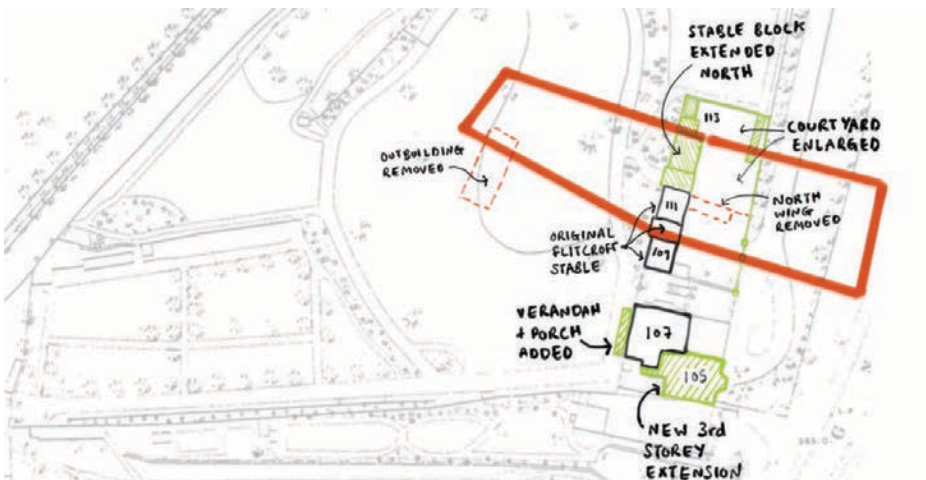 STABLE BLOCK
EXTENDED
NORTH
113
COURTYARD
ENLARGED
OUTBUILDING
REMOVED
111
NORTH
WING
REMOVED
ORIGINAL
FLITCROFT
STABLE
109
VERANDAH
+ PORCH
ADDED
107
105
NEW 3rd
STOREY
EXTENSION